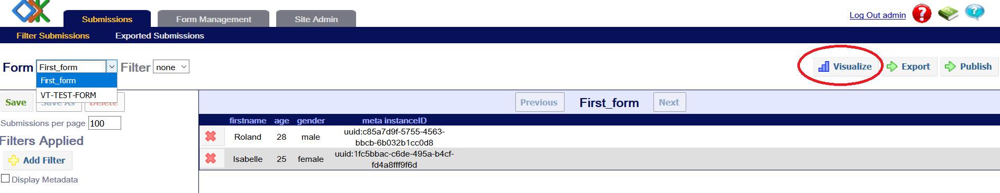 Submissions Form Management Site Admin Log Out admin
Filter Submissions Exported Submissions
Form First_form Filter none Visualize Export Publish
First_form
VT-TEST-FORM
Save Save As Delete Previous First_form Next
Submissions per page 100
firstname age gender meta instanceID
Roland 28 male uuid:c85a7d9f-5755-4563-
bbcb-6b032b1cc0d8
Isabelle 25 female uuid:1fc5bbac-c6de-495a-b4cf-
fd4a8fff9f6d
Filters Applied
Add Filter
Display Metadata